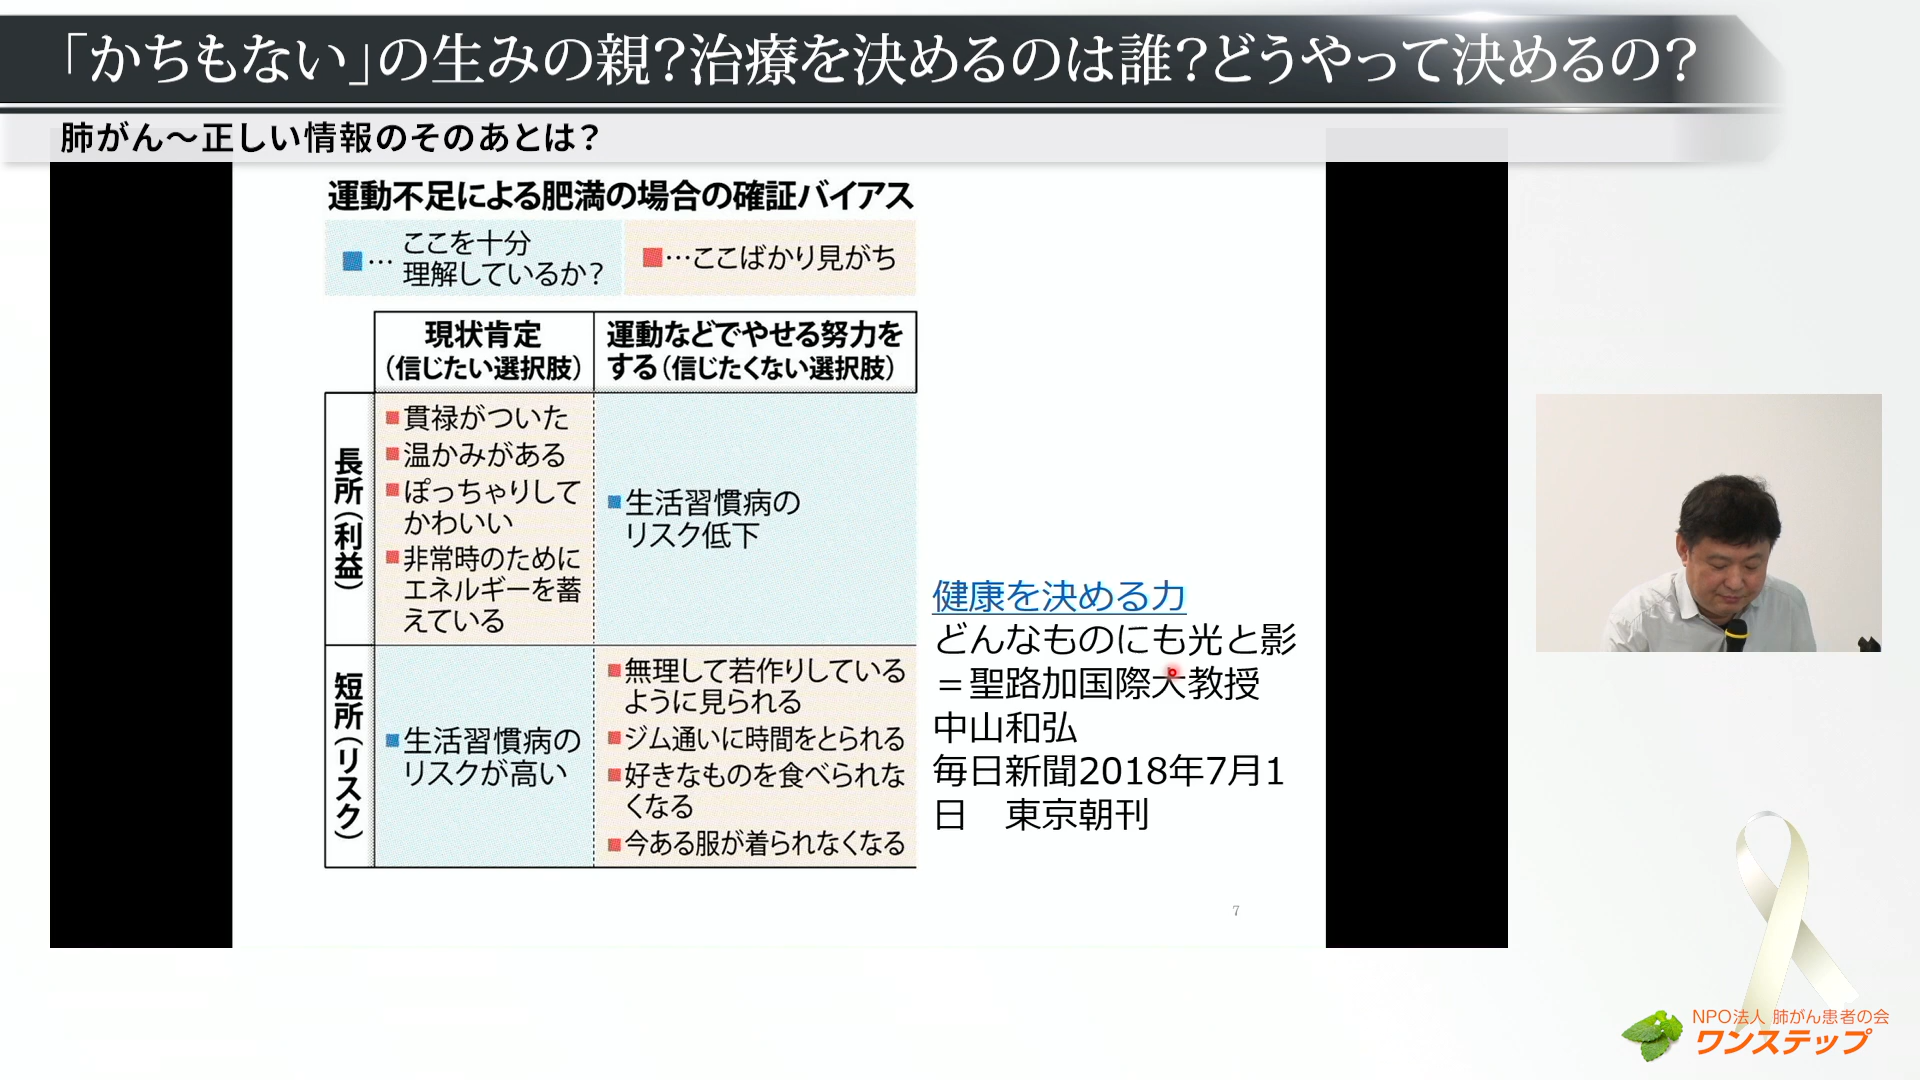 「かちもない」の生みの親？治療を決めるのは誰？どうやって決めるの？
肺がん～正しい情報のそのあとは？
運動不足による肥満の場合の確証バイアス
■…ここを十分
理解しているか？
■…ここばかり見がち
現状肯定
（信じたい選択肢）
運動などでやせる努力を
する（信じたくない選択肢）
長所（利益）
■貫禄がついた
■温かみがある
■ぽっちゃりして
かわいい
■非常時のために
エネルギーを蓄
えている
■生活習慣病の
リスク低下
短所（リスク）
■生活習慣病の
リスクが高い
■無理して若作りしている
ように見られる
■ジム通いに時間をとられる
■好きなものを食べられな
くなる
■今ある服が着られなくなる
健康を決める力
どんなものにも光と影
＝聖路加国際大教授
中山和弘
毎日新聞2018年7月1
日　東京朝刊
7
NPO法人 肺がん患者の会
ワンステップ